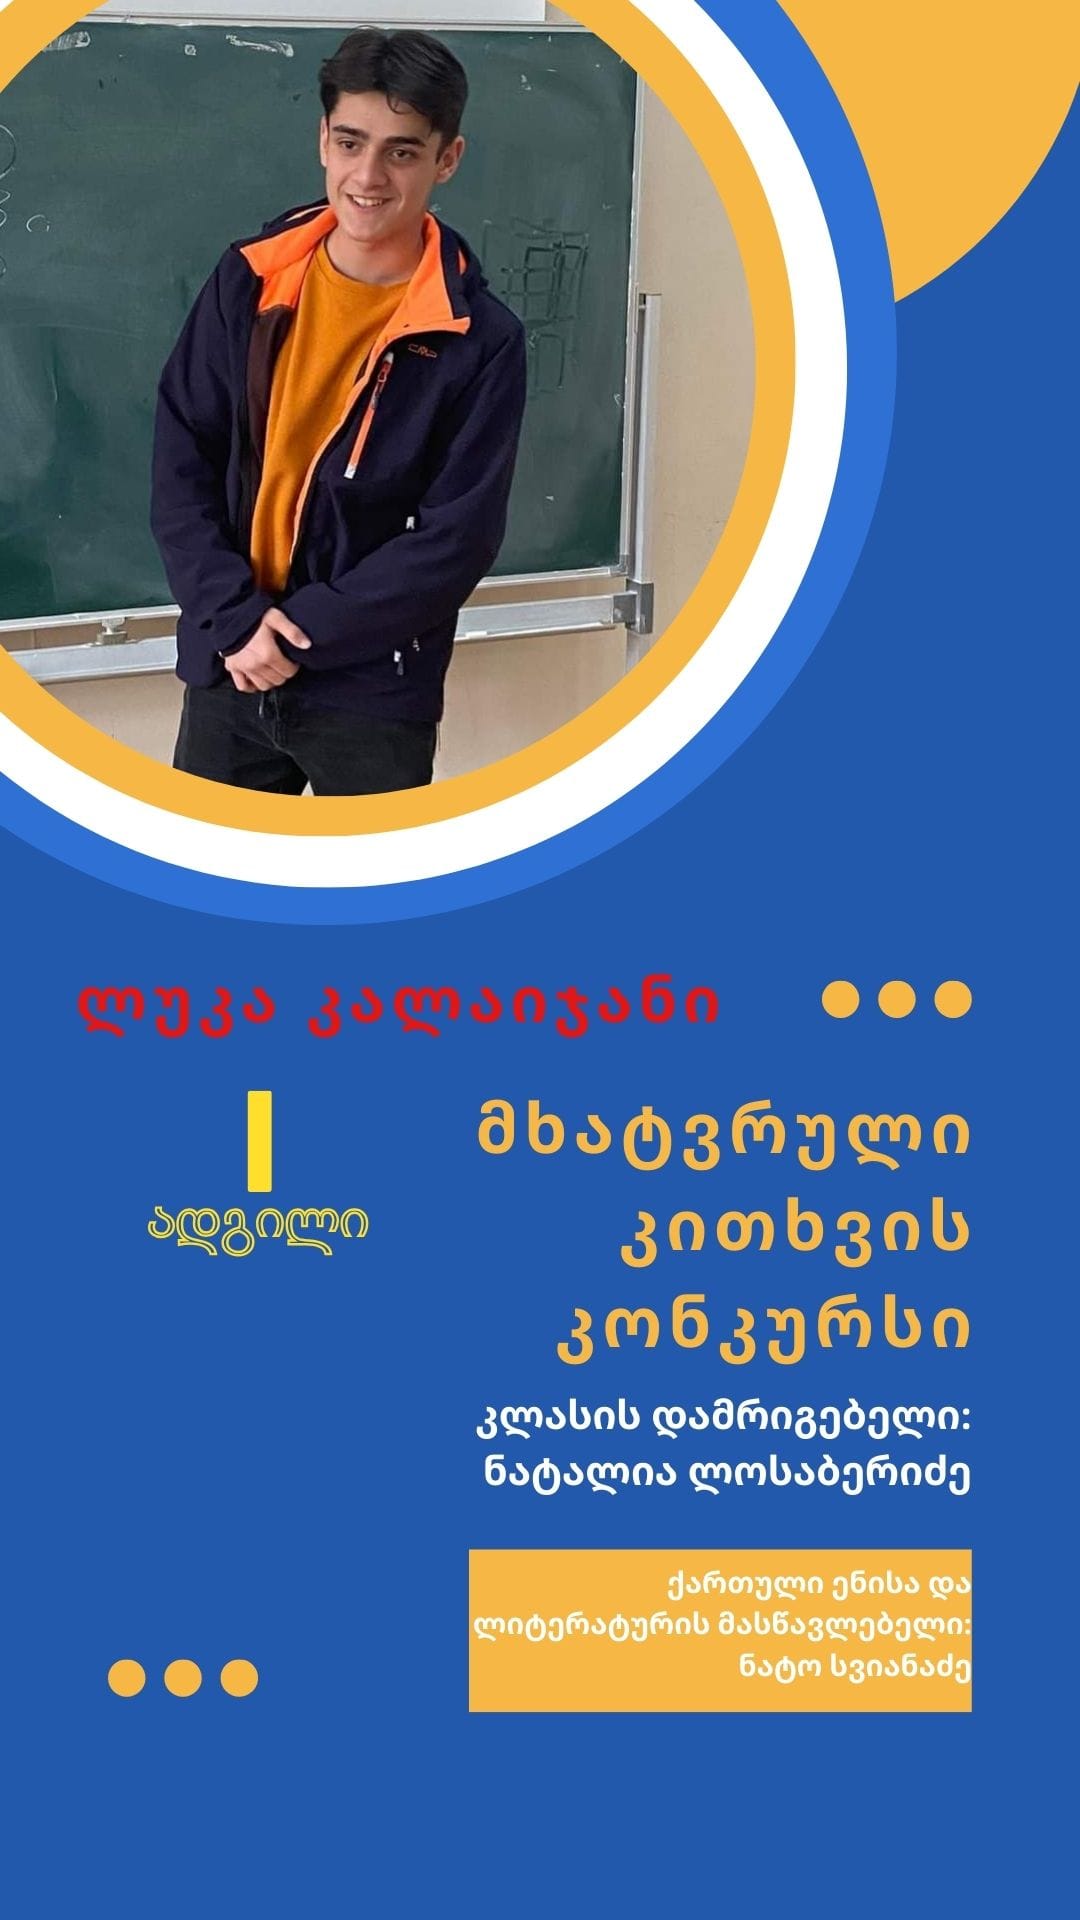 ლუკა კალაიჯანი
I
ადგილი
მხატვრული
კითხვის
კონკურსი
კლასის დამრიგებელი:
ნატალია ლოსაბერიძე
ქართული ენისა და
ლიტერატურის მასწავლებელი:
ნატო სვიანაძე